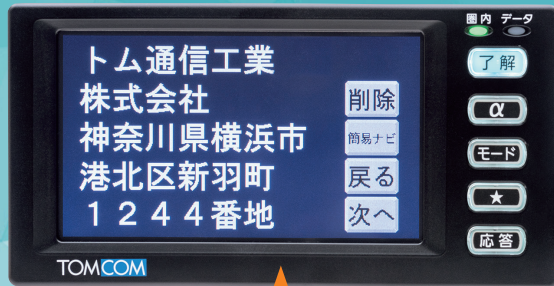 圏内 データ
トム通信工業
株式会社
神奈川県横浜市
港北区新羽町
1244番地
削除
簡易ナビ
戻る
次へ
了解
α
モード
★
応答
TOMCOM